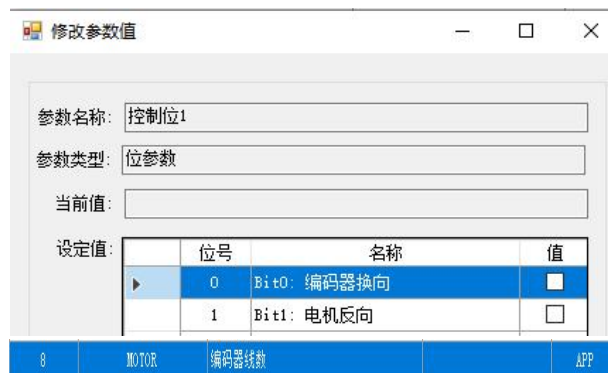 修改参数值
参数名称: 控制位1
参数类型: 位参数
当前值:
设定值:
位号 名称 值
0 Bit0: 编码器换向
1 Bit1: 电机反向
8 MOTOR 编码器线数 APP